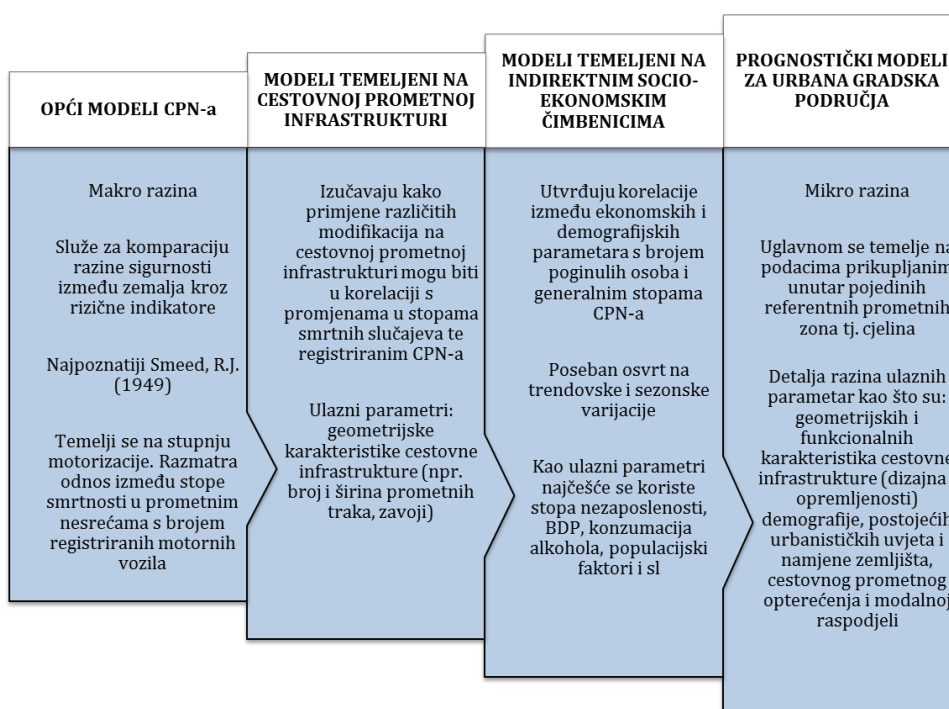 OPĆI MODELI CPN-a
Makro razina
Služe za komparaciju
razine sigurnosti
između zemalja kroz
rizične indikatore
Najpoznatiji Smeed, R.J.
(1949)
Temelji se na stupnju
motorizacije. Razmatra
odnos između stope
smrtnosti u prometnim
nesrećama s brojem
registriranih motornih
vozila
MODELI TEMELJENI NA
CESTOVNOJ PROMETNOJ
INFRASTRUKTURI
Izučavaju kako
primjene različitih
modifikacija na
cestovnoj prometnoj
infrastrukturi mogu biti
u korelaciji s
promjenama u stopama
smrtnih slučajeva te
registriranim CPN-a
Ulazni parametri:
geometrijske
karakteristike cestovne
infrastrukture (npr.
broj i širina prometnih
traka, zavoji)
MODELI TEMELJENI NA
INDIREKTNIM SOCIO-
EKONOMSKIM
ČIMBENICIMA
Utvrđuju korelacije
između ekonomskih i
demografijskih
parametara s brojem
poginulih osoba i
generalnim stopama
CPN-a
Poseban osvrt na
trendovske i sezonske
varijacije
Kao ulazni parametri
najčešće se koriste
stopa nezaposlenosti,
BDP, konzumacija
alkohola, populacijski
faktori i sl
PROGNOSTIČKI MODELI
ZA URBANA GRADSKA
PODRUČJA
Mikro razina
Uglavnom se temelje na
podacima prikupljanim
unutar pojedinih
referentnih prometnih
zona tj. cjelina
Detalja razina ulaznih
parametar kao što su:
geometrijskih i
funkcionalnih
karakteristika cestovne
infrastrukture (dizajna i
opremljenosti)
demografije, postojećih
urbanističkih uvjeta i
namjene zemljišta,
cestovnog prometnog
opterećenja i modalnoj
raspodjeli